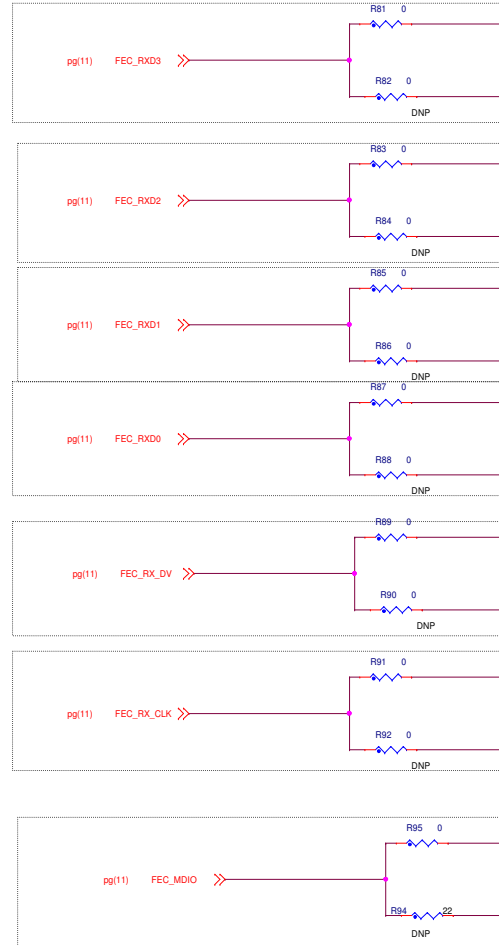 R81 0
pg(11) FEC_RXD3
R82 0
DNP
R83 0
pg(11) FEC_RXD2
R84 0
DNP
R85 0
pg(11) FEC_RXD1
R86 0
DNP
R87 0
pg(11) FEC_RXD0
R88 0
DNP
R89 0
pg(11) FEC_RX_DV
R90 0
DNP
R91 0
pg(11) FEC_RX_CLK
R92 0
DNP
R95 0
pg(11) FEC_MDIO
R94 22
DNP